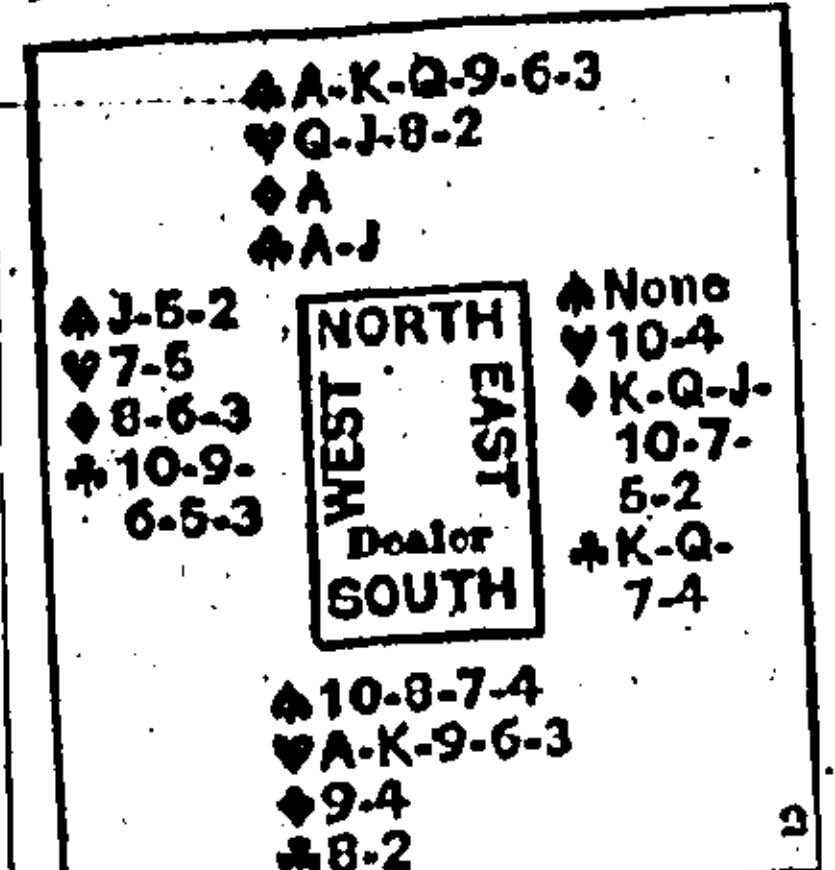 ♠ A-K-Q-9-6-3
♥ Q-J-8-2
♦ A
♣ A-J
♠ J-5-2
♥ 7-5
♦ 8-6-3
♣ 10-9-
6-5-3
NORTH
WEST
EAST
Dealer
SOUTH
♠ None
♥ 10-4
♦ K-Q-J-
10-7-
5-2
♣ K-Q-
7-4
♠ 10-8-7-4
♥ A-K-9-6-3
♦ 9-4
♣ 8-2